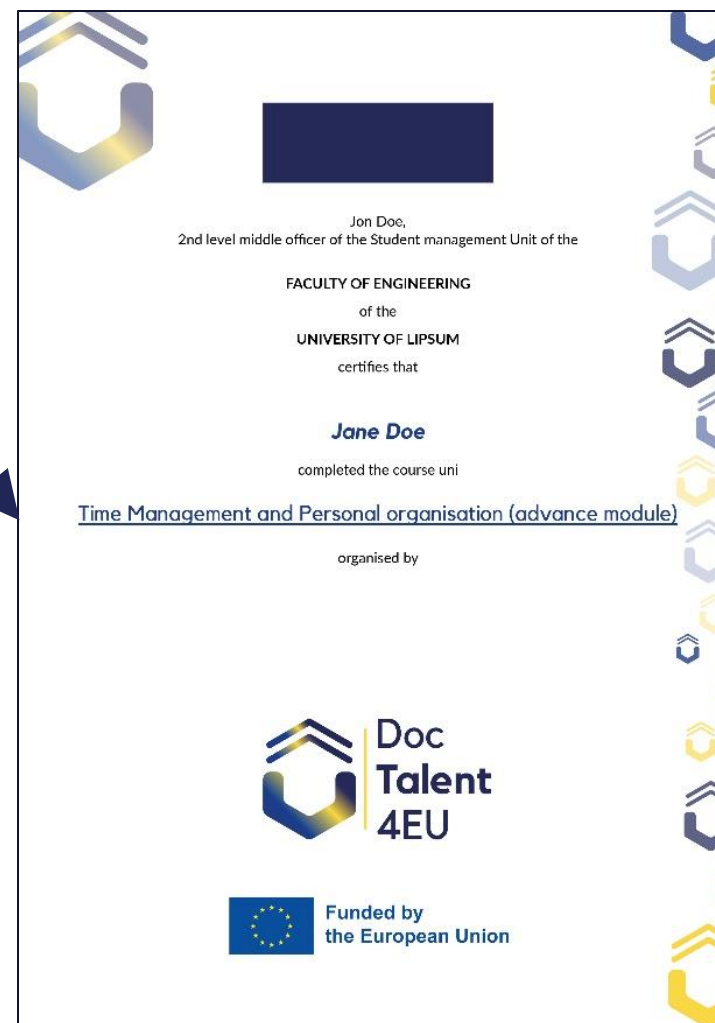 Jon Doe,
2nd level middle officer of the Student management Unit of the
FACULTY OF ENGINEERING
of the
UNIVERSITY OF LIPSUM
certifies that
Jane Doe
completed the course uni
Time Management and Personal organisation (advance module)
organised by
Doc
Talent
4EU
Funded by
the European Union